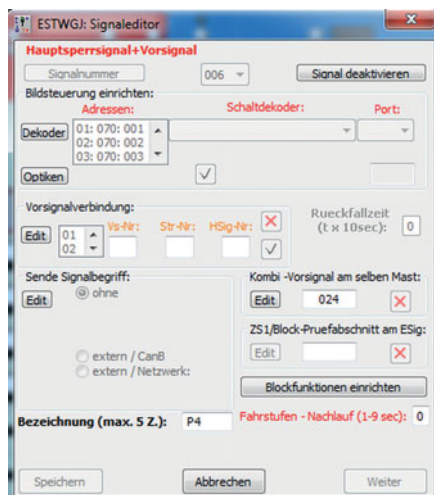 ESTWGJ: Signaleditor
Hauptsperrsignal+Vorsignal
Signalnummer 006 Signal deaktivieren
Bildsteuerung einrichten:
Adressen: Schaltdekoder: Port:
Dekoder 01: 070: 001
02: 070: 002
03: 070: 003
Optiken
Vorsignalverbindung:
Edit 01 Vs-Nr: Str-Nr: HSig-Nr:
02
Rueckfallzeit
(t x 10sec): 0
Sende Signalbegriff:
Edit ohne
extern / CanB
extern / Netzwerk:
Kombi -Vorsignal am selben Mast:
Edit 024
ZS1/Block-Pruefabschnitt am ESig:
Edit
Blockfunktionen einrichten
Bezeichnung (max. 5 Z.): P4
Fahrstufen - Nachlauf (1-9 sec): 0
Speichern Abbrechen Weiter